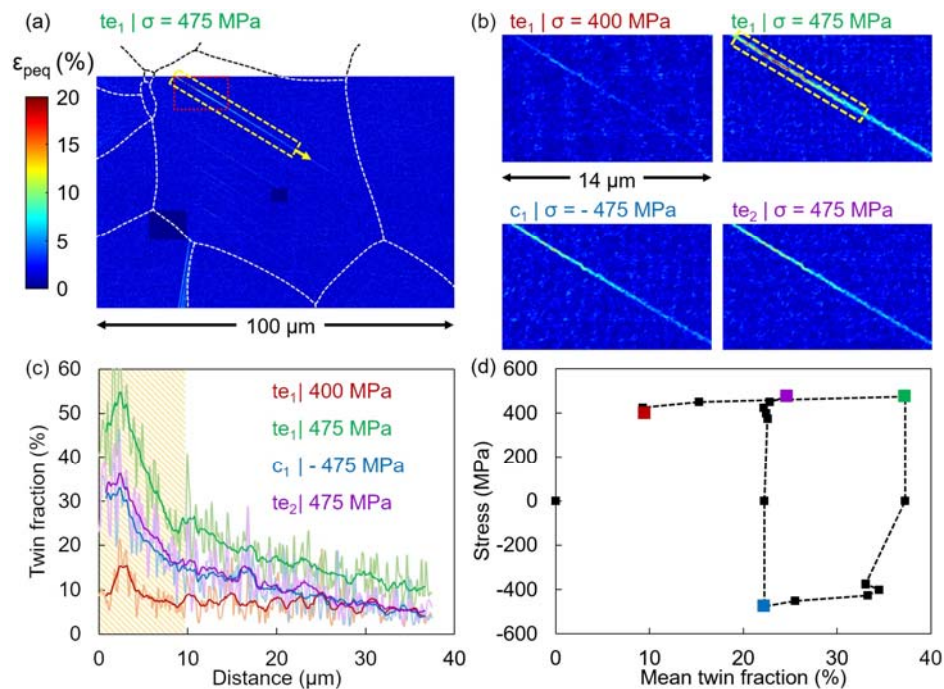 (a) te₁ | σ = 475 MPa
εpeq (%)
20
15
10
5
0
100 µm
(b) te₁ | σ = 400 MPa te₁ | σ = 475 MPa
14 µm
c₁ | σ = - 475 MPa te₂ | σ = 475 MPa
(c)
te₁| 400 MPa
te₁| 475 MPa
c₁ | - 475 MPa
te₂| 475 MPa
Twin fraction (%)
60
50
40
30
20
10
0
0 10 20 30 40
Distance (µm)
(d)
Stress (MPa)
600
400
200
0
-200
-400
-600
0 10 20 30 40
Mean twin fraction (%)